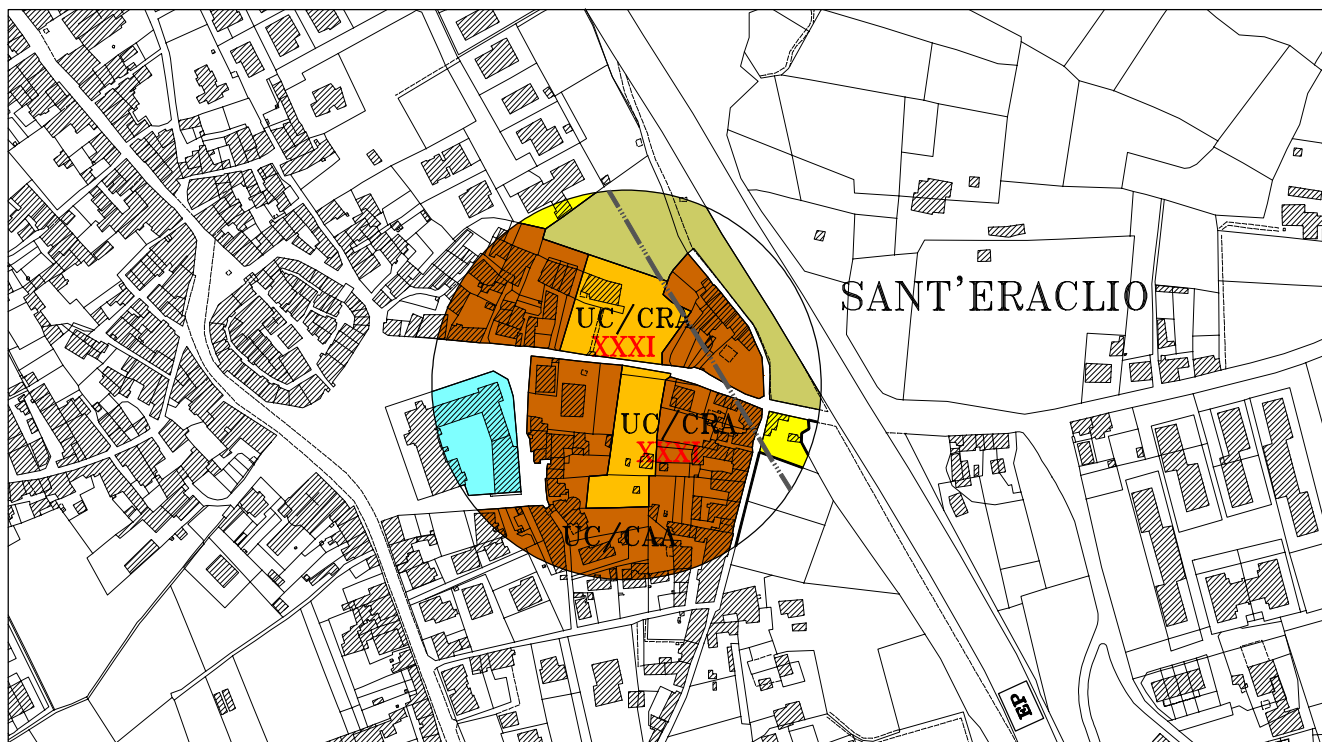 SANT'ERACLIO
UC/CRA
XXXI
UC/CRA
XXXI
UC/CAA
EP